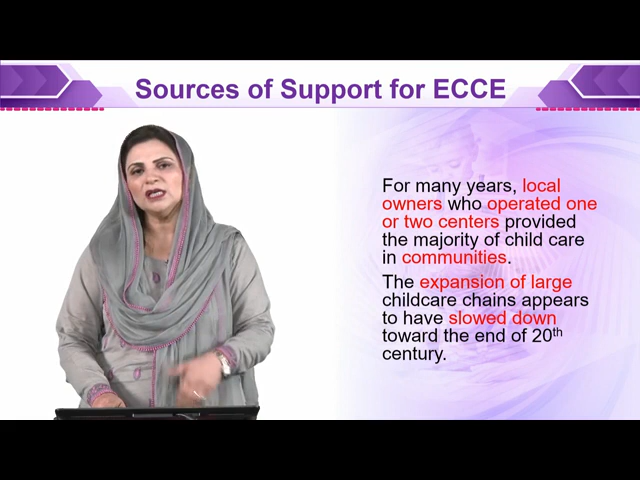 Sources of Support for ECCE
For many years, local
owners who operated one
or two centers provided
the majority of child care
in communities.
The expansion of large
childcare chains appears
to have slowed down
toward the end of 20th
century.